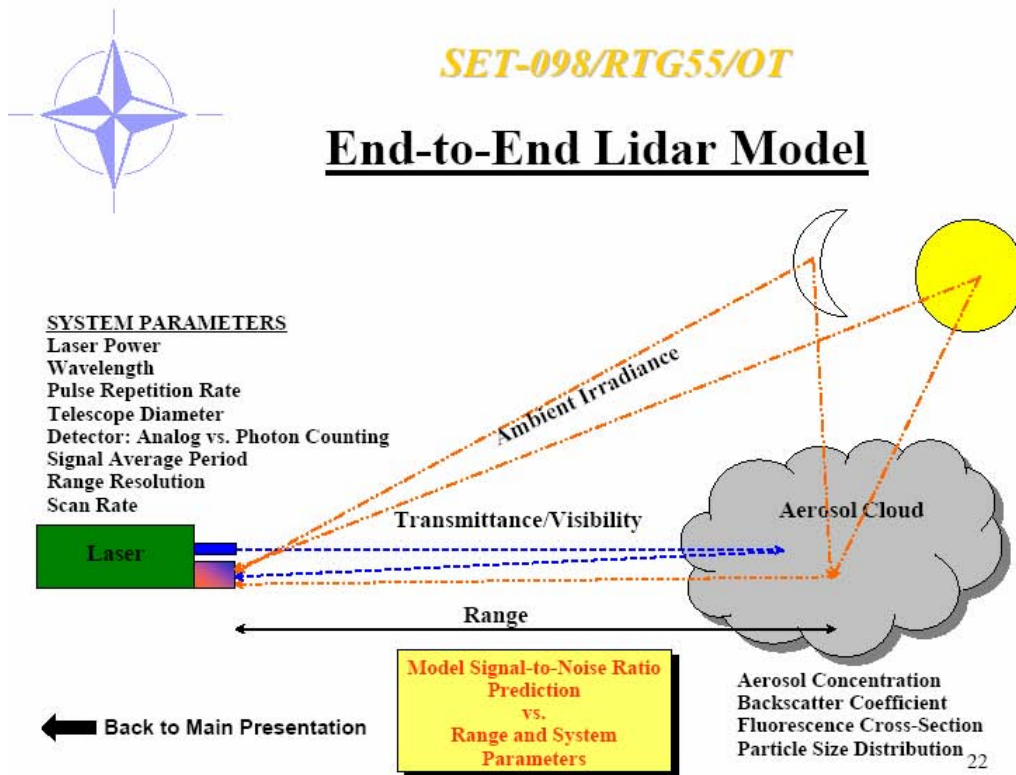 SET-098/RTG55/OT
End-to-End Lidar Model
SYSTEM PARAMETERS
Laser Power
Wavelength
Pulse Repetition Rate
Telescope Diameter
Detector: Analog vs. Photon Counting
Signal Average Period
Range Resolution
Scan Rate
Ambient Irradiance
Transmittance/Visibility
Aerosol Cloud
Laser
Range
Model Signal-to-Noise Ratio
Prediction
vs.
Range and System
Parameters
Aerosol Concentration
Backscatter Coefficient
Fluorescence Cross-Section
Particle Size Distribution
Back to Main Presentation
22